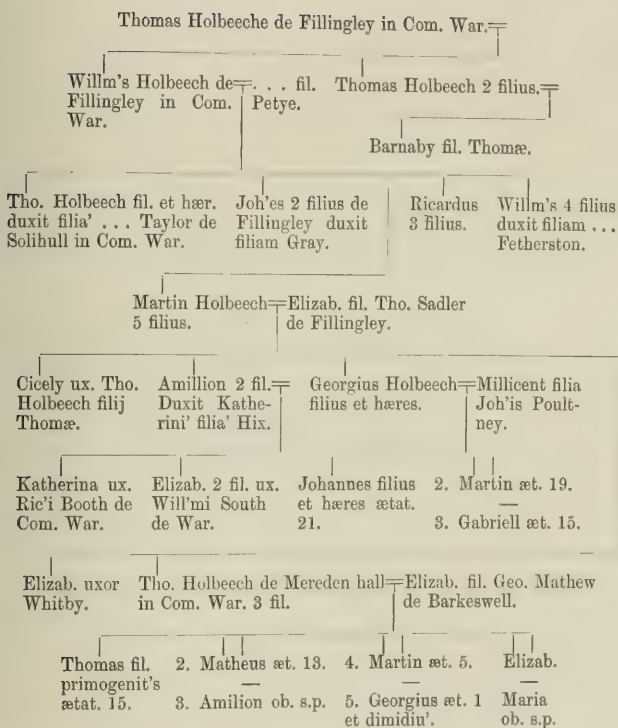 Thomas Holbeeche de Fillingley in Com. War.
Willm's Holbeech de
Fillingley in Com.
War.
. . . fil.
Petye.
Thomas Holbeech 2 filius.
Barnaby fil. Thomæ.
Tho. Holbeech fil. et hær.
duxit filia' ... Taylor de
Solihull in Com. War.
Joh'es 2 filius de
Fillingley duxit
filiam Gray.
Ricardus
3 filius.
Willm's 4 filius
duxit filiam ...
Fetherston.
Martin Holbeech
5 filius.
Elizab. fil. Tho. Sadler
de Fillingley.
Cicely ux. Tho.
Holbeech filij
Thomæ.
Amillion 2 fil.
Duxit Kathe-
rini' filia' Hix.
Georgius Holbeech
filius et hæres.
Millicent filia
Joh'is Poult-
ney.
Katherina ux.
Ric'i Booth de
Com. War.
Elizab. 2 fil. ux.
Will'mi South
de War.
Johannes filius
et hæres ætat.
21.
2. Martin æt. 19.
—
3. Gabriell æt. 15.
Elizab. uxor
Whitby.
Tho. Holbeech de Mereden hall
in Com. War. 3 fil.
Elizab. fil. Geo. Mathew
de Barkeswell.
Thomas fil.
primogenit's
ætat. 15.
2. Matheus æt. 13.
—
3. Amilion ob. s.p.
4. Martin æt. 5.
—
5. Georgius æt. 1
et dimidiu'.
Elizab.
—
Maria
ob. s.p.